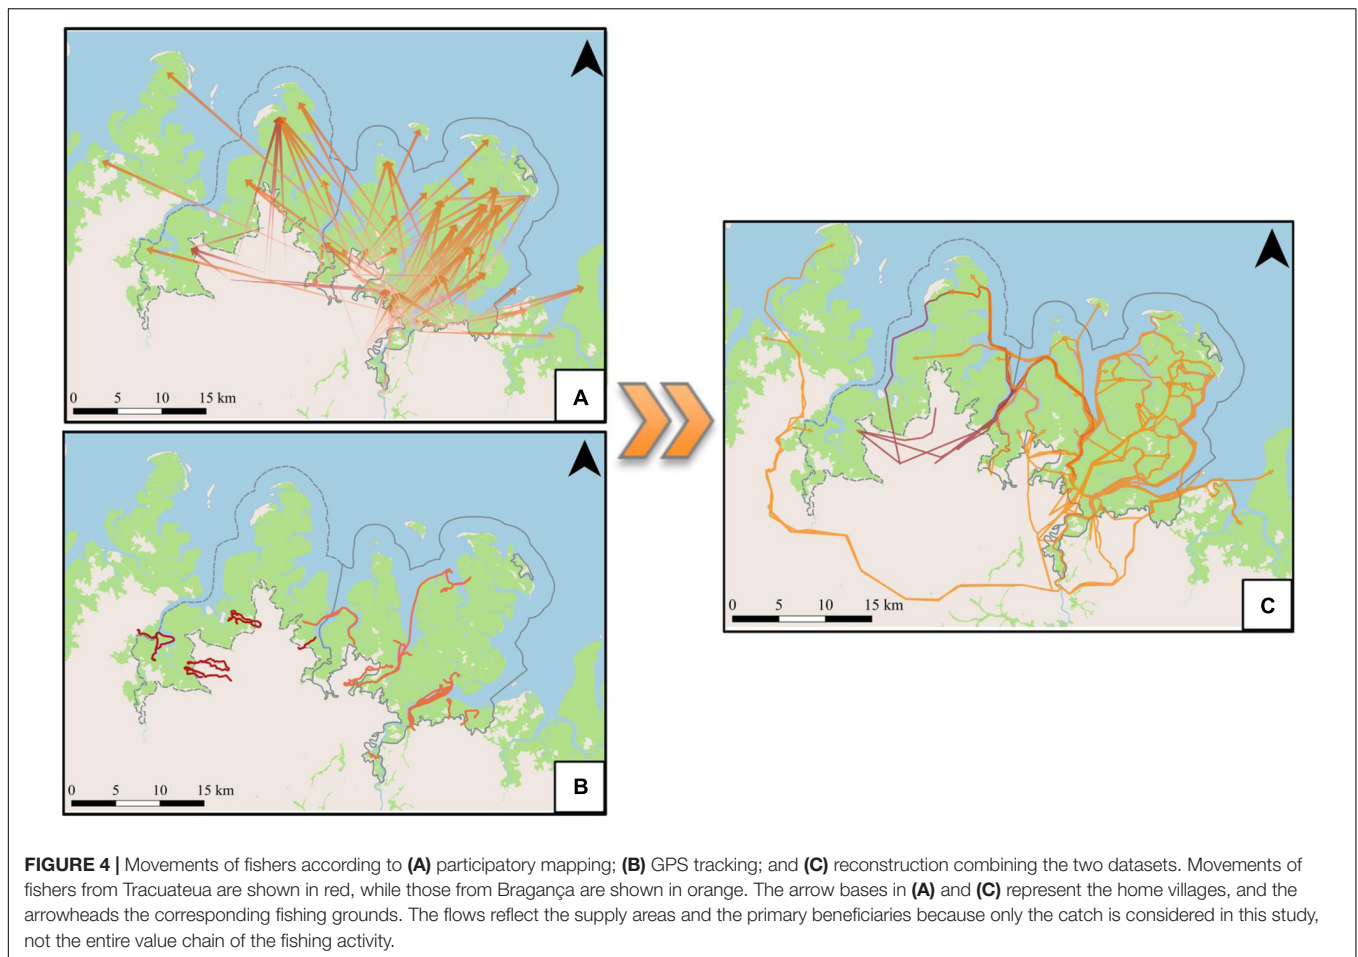 0 5 10 15 km
A
0 5 10 15 km
B
0 5 10 15 km
C
FIGURE 4 | Movements of fishers according to (A) participatory mapping; (B) GPS tracking; and (C) reconstruction combining the two datasets. Movements of
fishers from Tracuateua are shown in red, while those from Bragança are shown in orange. The arrow bases in (A) and (C) represent the home villages, and the
arrowheads the corresponding fishing grounds. The flows reflect the supply areas and the primary beneficiaries because only the catch is considered in this study,
not the entire value chain of the fishing activity.